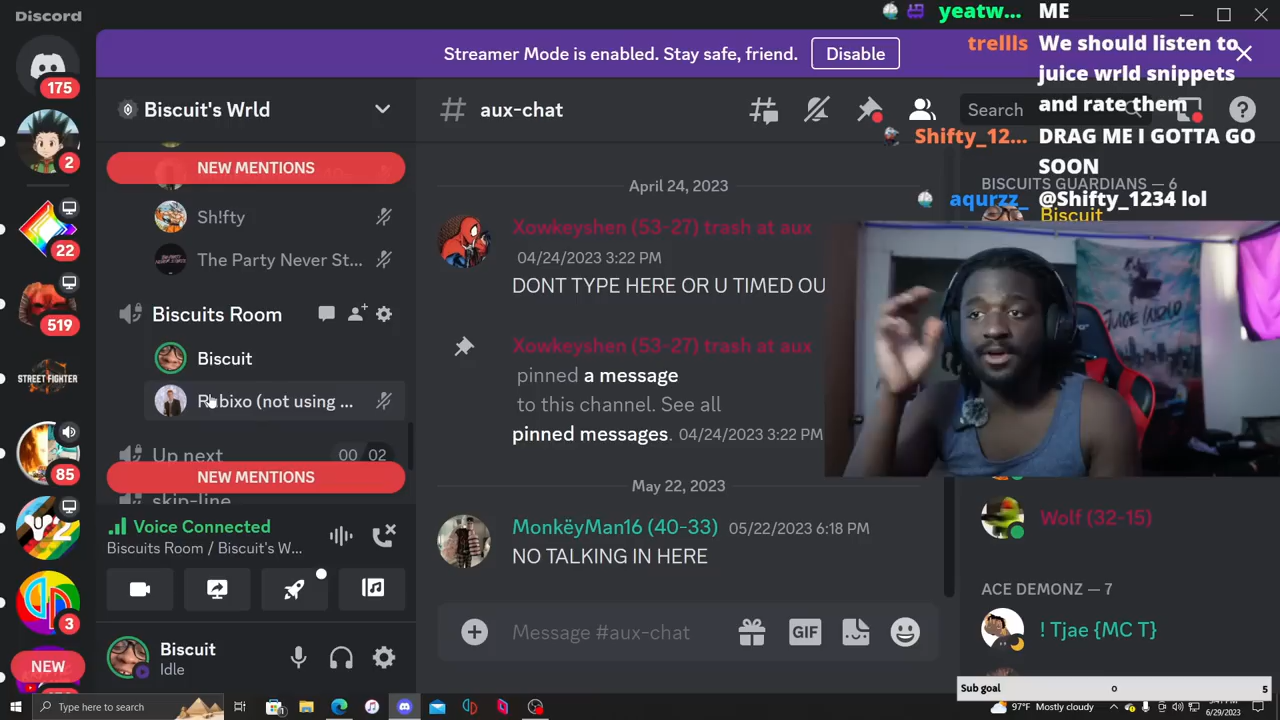 Discord
yeatw... ME
Streamer Mode is enabled. Stay safe, friend.
Disable
trellls We should listen to
juice wrld snippets
and rate them
Shifty_12... DRAG ME I GOTTA GO
SOON
aqurzz_ @Shifty_1234 lol
175
2
22
519
STREET FIGHTER
85
3
NEW
Biscuit's Wrld
NEW MENTIONS
Sh!fty
The Party Never St...
Biscuits Room
Biscuit
Rubixo (not using ...
Up next
00 02
NEW MENTIONS
skip-line
Voice Connected
Biscuits Room / Biscuit's W...
Biscuit
Idle
aux-chat
Search
April 24, 2023
Xowkeyshen (53-27) trash at aux
04/24/2023 3:22 PM
DONT TYPE HERE OR U TIMED OU
Xowkeyshen (53-27) trash at aux
pinned a message
to this channel. See all
pinned messages. 04/24/2023 3:22 PM
May 22, 2023
MonkëyMan16 (40-33) 05/22/2023 6:18 PM
NO TALKING IN HERE
Message #aux-chat
GIF
BISCUITS GUARDIANS — 6
Biscuit
Wolf (32-15)
ACE DEMONZ — 7
! Tjae {MC T}
Sub goal 0 5
Type here to search
97°F Mostly cloudy
6/29/2023